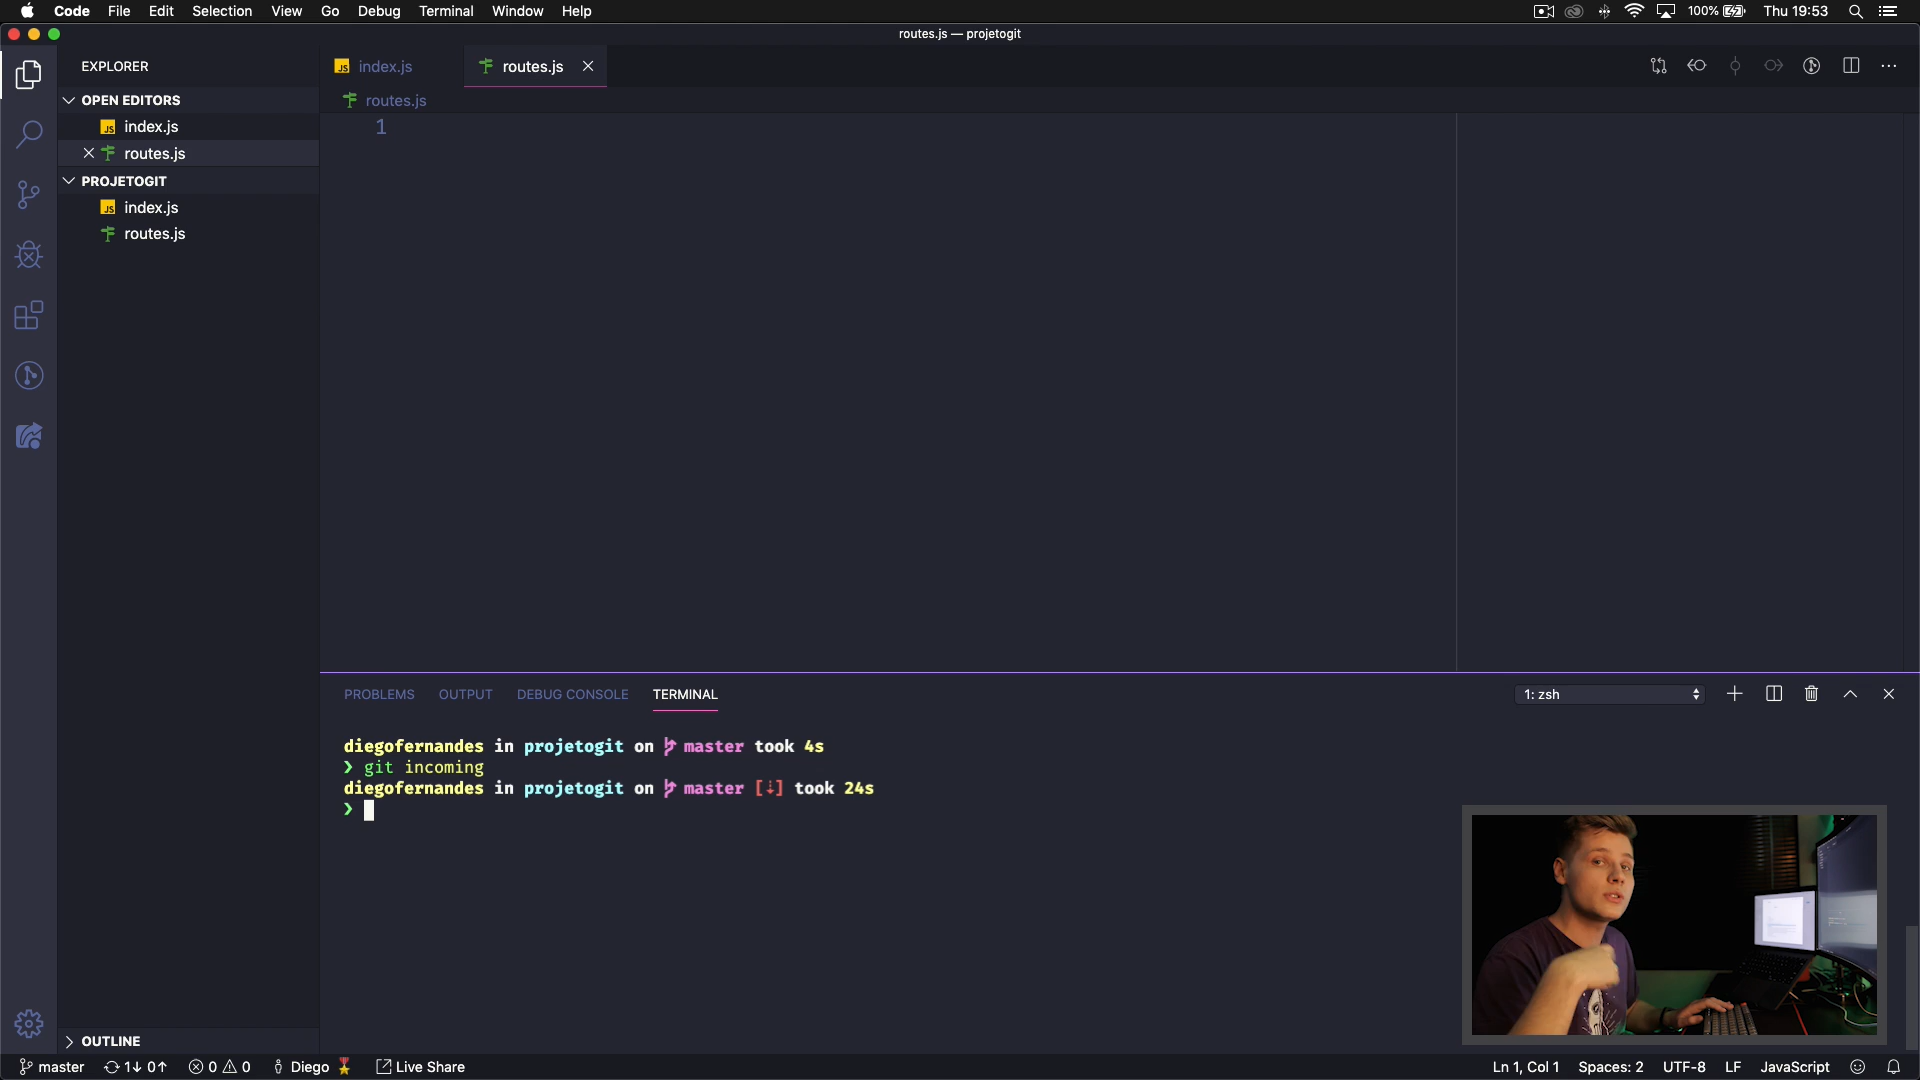 Code File Edit Selection View Go Debug Terminal Window Help
100% Thu 19:53
routes.js — projetogit
EXPLORER
OPEN EDITORS
JS index.js
routes.js
PROJETOGIT
JS index.js
routes.js
OUTLINE
JS index.js
routes.js
routes.js
1
PROBLEMS OUTPUT DEBUG CONSOLE TERMINAL
1: zsh
diegofernandes in projetogit on master took 4s
❯ git incoming
diegofernandes in projetogit on master [⇣] took 24s
❯
master 1↓ 0↑ 0 0 Diego Live Share
Ln 1, Col 1 Spaces: 2 UTF-8 LF JavaScript